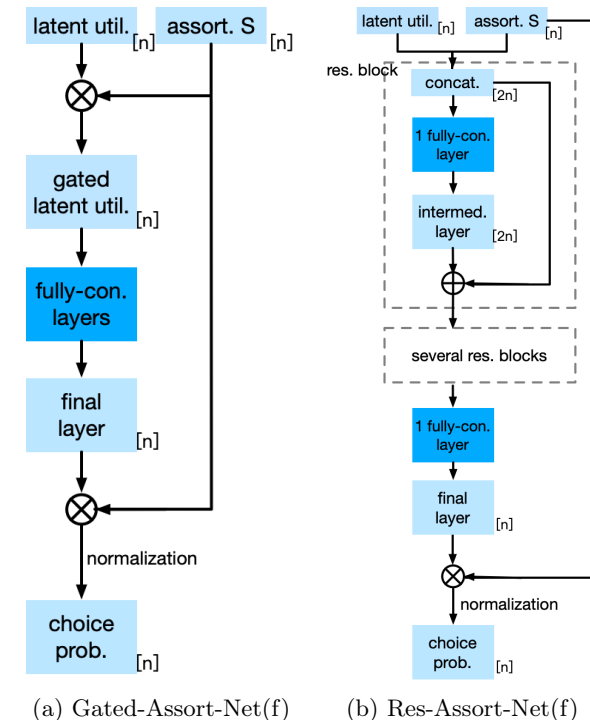 latent util.
[n]
assort. S
[n]
gated
latent util.
[n]
fully-con.
layers
final
layer
[n]
normalization
choice
prob.
[n]
(a) Gated-Assort-Net(f)
latent util.
[n]
assort. S
[n]
res. block
concat.
[2n]
1 fully-con.
layer
intermed.
layer
[2n]
several res. blocks
1 fully-con.
layer
final
layer
[n]
normalization
choice
prob.
[n]
(b) Res-Assort-Net(f)